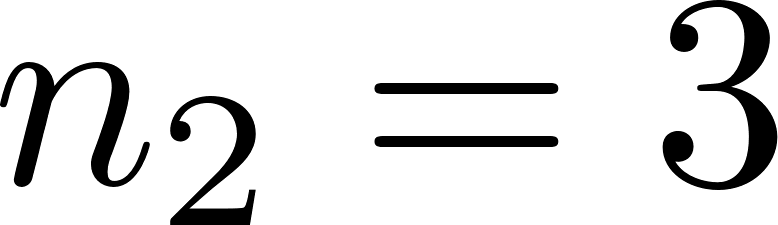 n₂ = 3